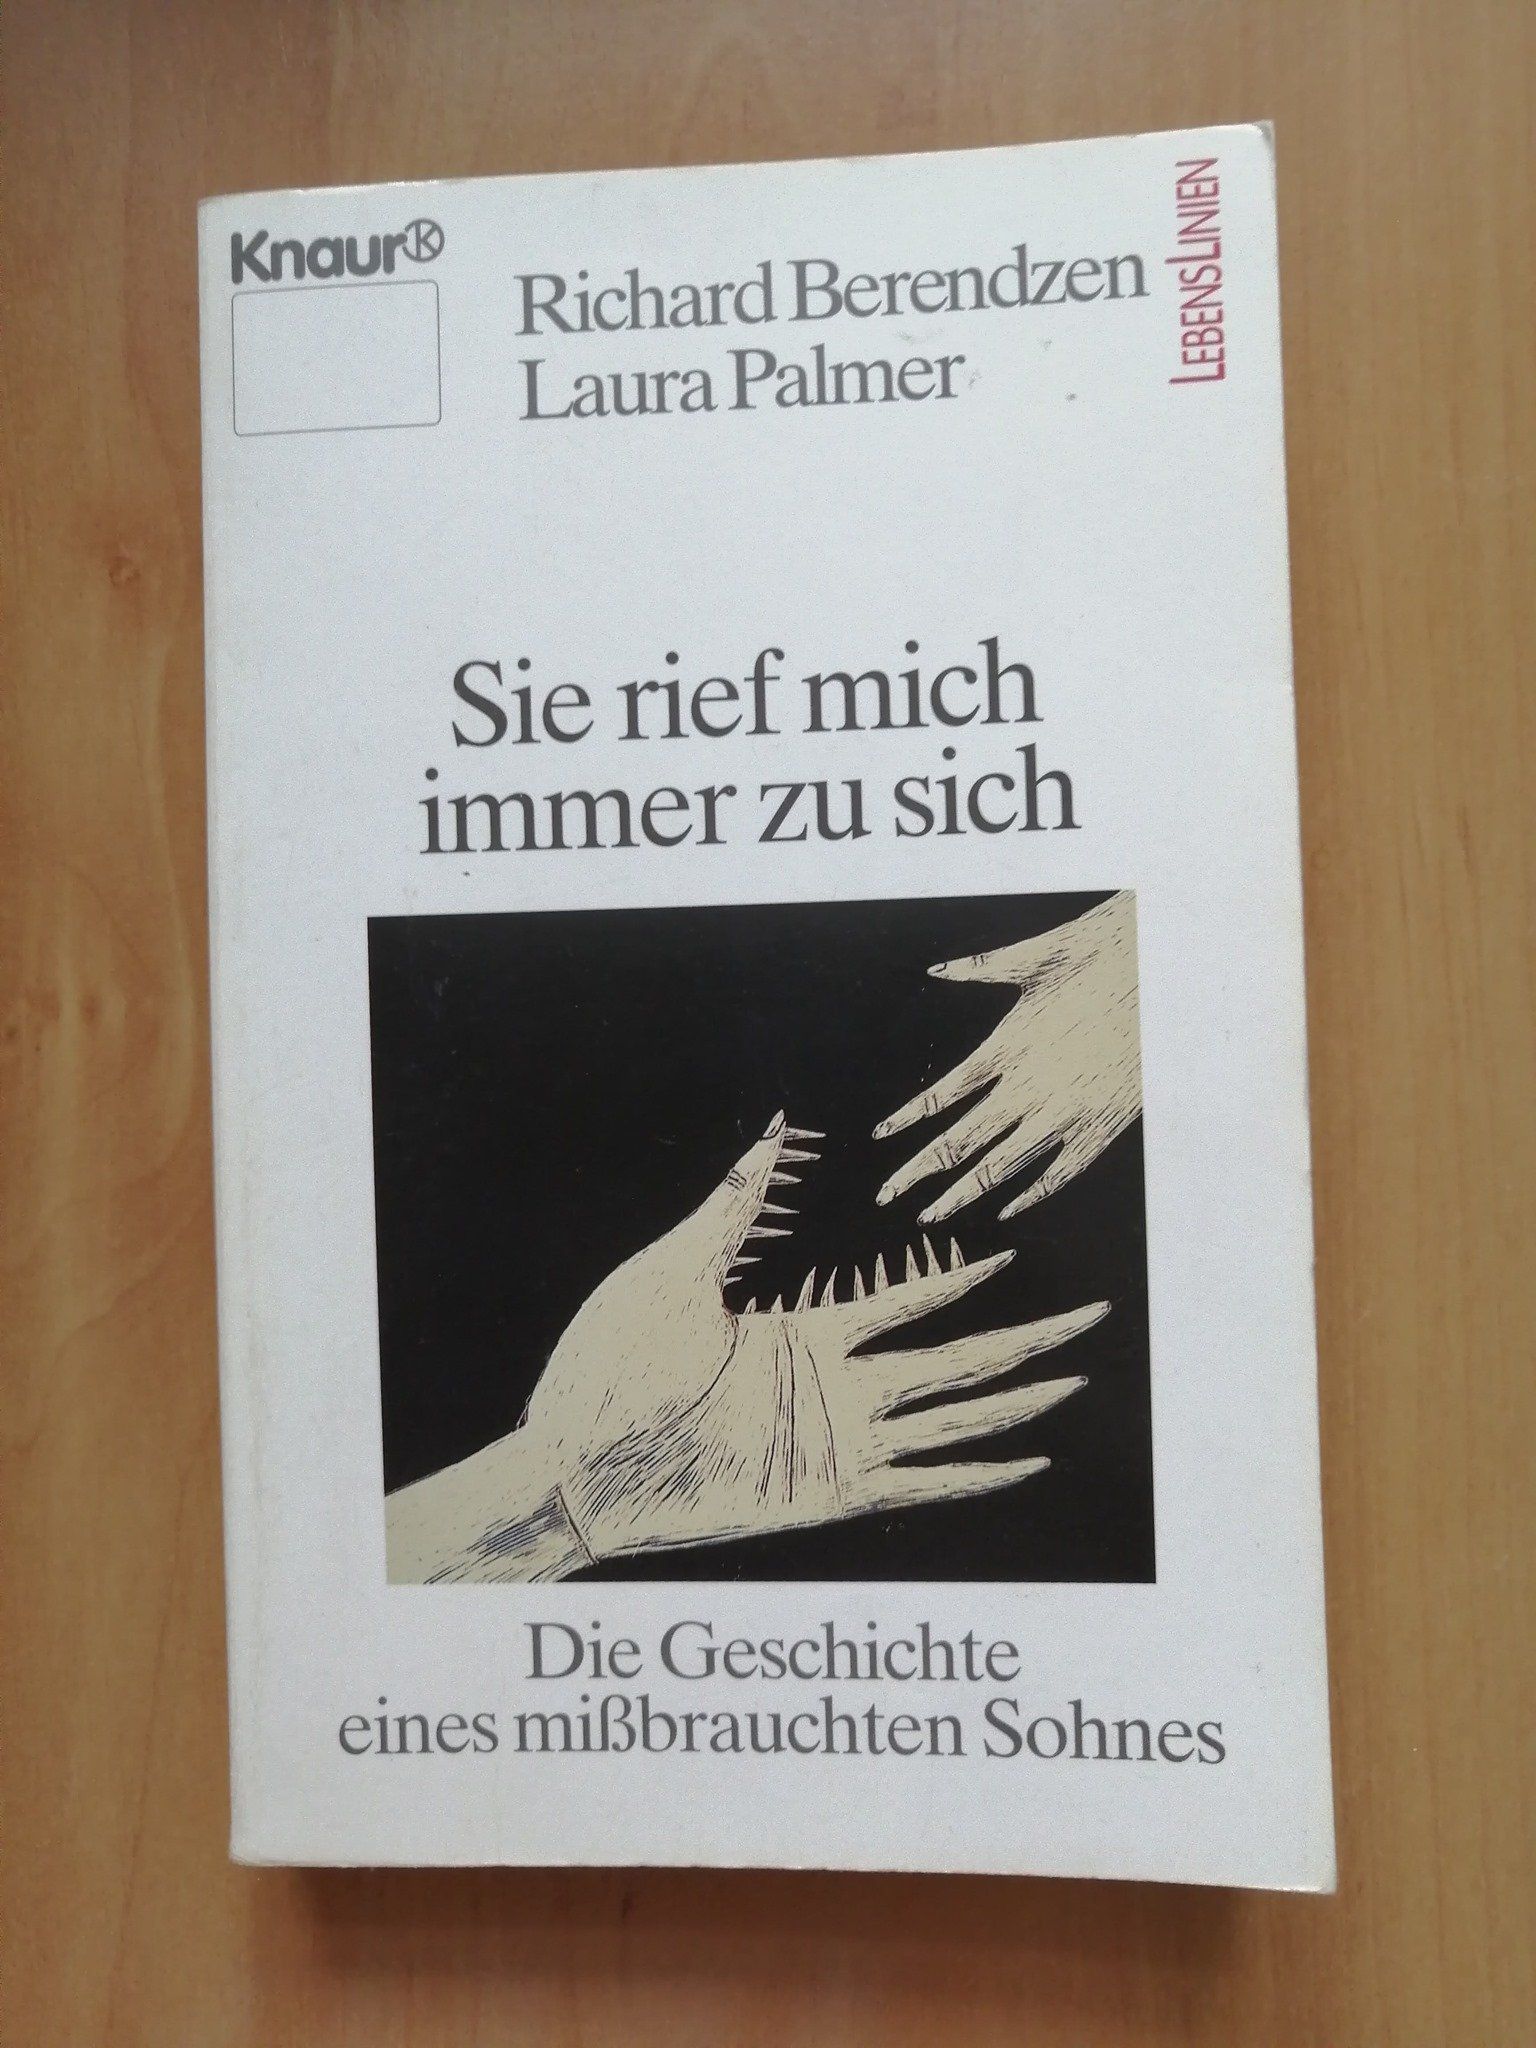 Knaur
Richard Berendzen
Laura Palmer
LEBENSLINIEN
Sie rief mich
immer zu sich
Die Geschichte
eines mißbrauchten Sohnes